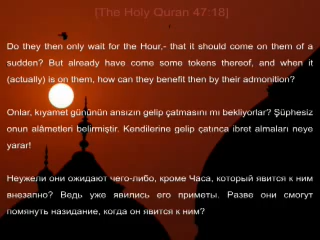 [The Holy Quran 47:18]
Do they then only wait for the Hour,- that it should come on them of a
sudden? But already have come some tokens thereof, and when it
(actually) is on them, how can they benefit then by their admonition?
Onlar, kıyamet gününün ansızın gelip çatmasını mı bekliyorlar? Şüphesiz
onun alâmetleri belirmiştir. Kendilerine gelip çatınca ibret almaları neye
yarar!
Неужели они ожидают чего-либо, кроме Часа, который явится к ним
внезапно? Ведь уже явились его приметы. Разве они смогут
помянуть назидание, когда он явится к ним?